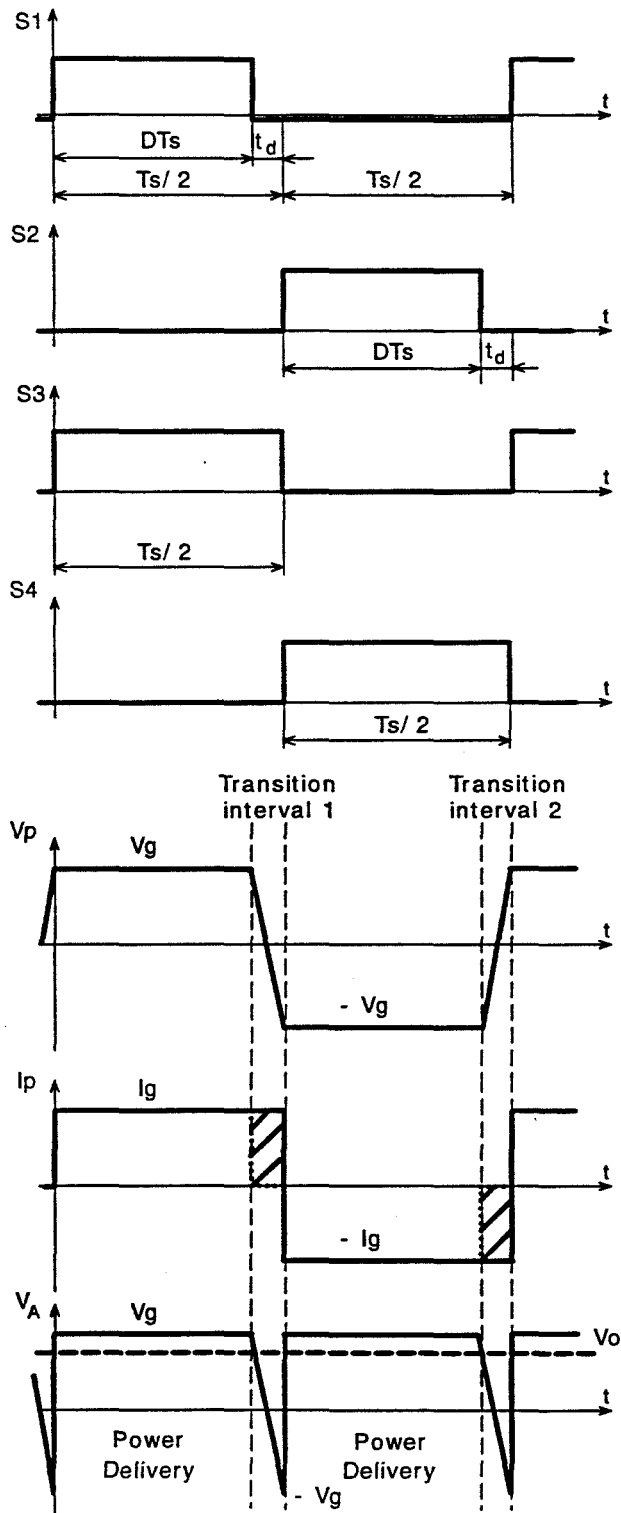 S1
t
DTs
td
Ts/ 2
Ts/ 2
S2
t
DTs
td
S3
t
Ts/ 2
S4
t
Ts/ 2
Transition
interval 1
Transition
interval 2
Vp
Vg
t
- Vg
Ip
Ig
t
- Ig
VA
Vg
Vo
t
Power
Delivery
Power
Delivery
- Vg